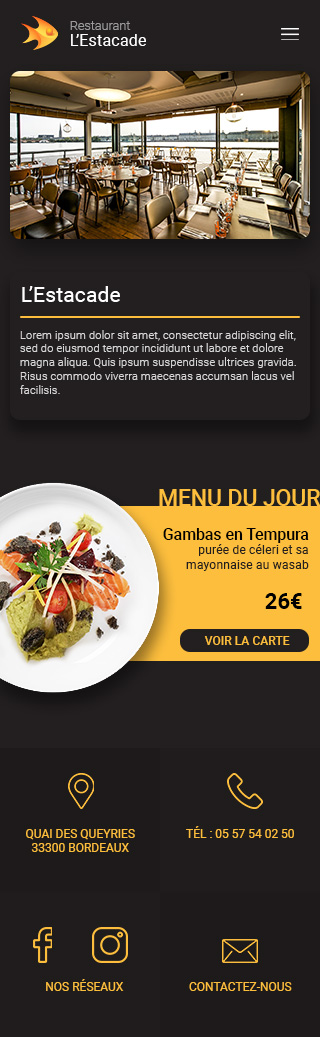 Restaurant
L'Estacade
L'Estacade
Lorem ipsum dolor sit amet, consectetur adipiscing elit,
sed do eiusmod tempor incididunt ut labore et dolore
magna aliqua. Quis ipsum suspendisse ultrices gravida.
Risus commodo viverra maecenas accumsan lacus vel
facilisis.
MENU DU JOUR
Gambas en Tempura
purée de céleri et sa
mayonnaise au wasab
26€
VOIR LA CARTE
QUAI DES QUEYRIES
33300 BORDEAUX
TÉL : 05 57 54 02 50
NOS RÉSEAUX
CONTACTEZ-NOUS